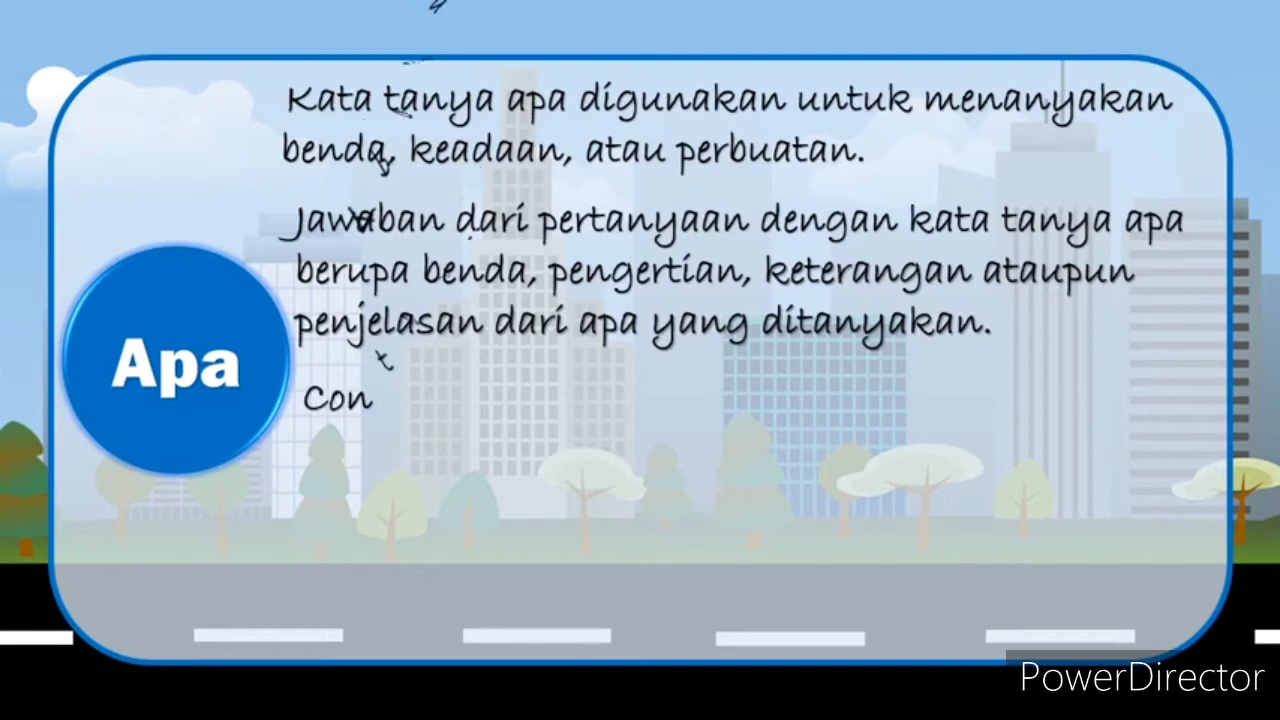 Kata tanya apa digunakan untuk menanyakan
benda, keadaan, atau perbuatan.
Jawaban dari pertanyaan dengan kata tanya apa
berupa benda, pengertian, keterangan ataupun
penjelasan dari apa yang ditanyakan.
Apa
Con
PowerDirector